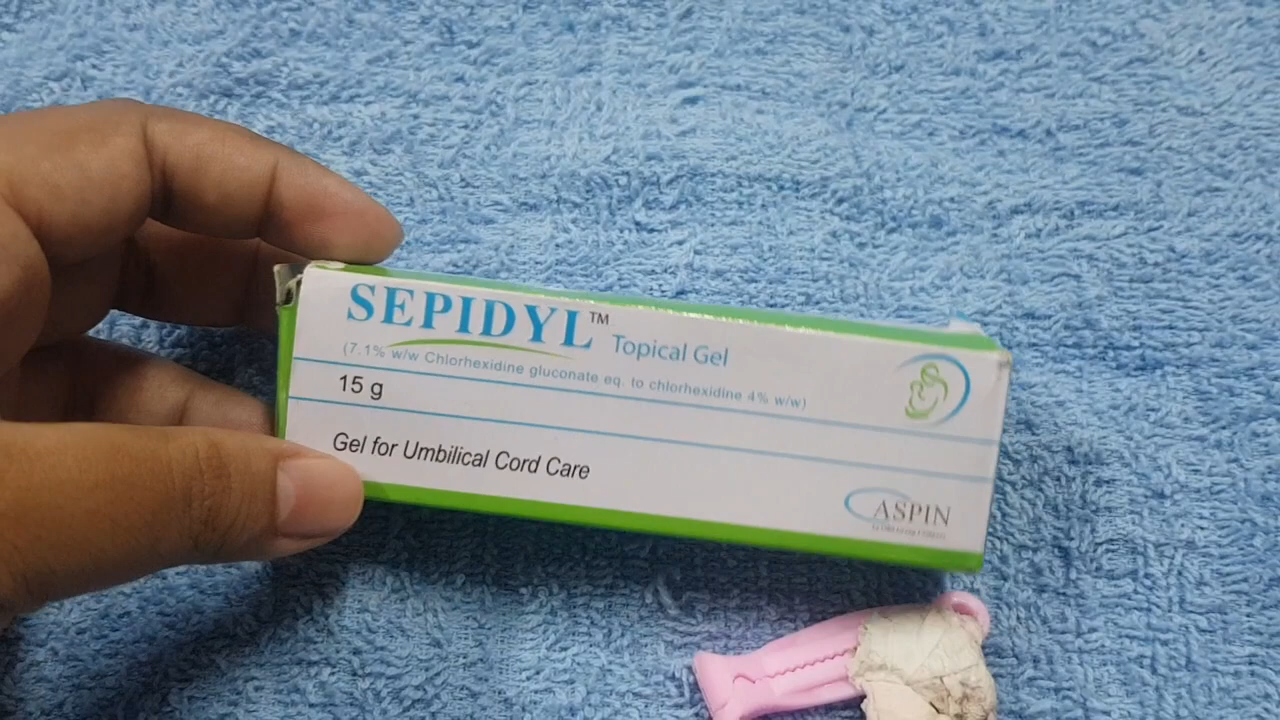 SEPIDYL™ Topical Gel
(7.1% w/w Chlorhexidine gluconate eq. to chlorhexidine 4% w/w)
15 g
Gel for Umbilical Cord Care
ASPIN